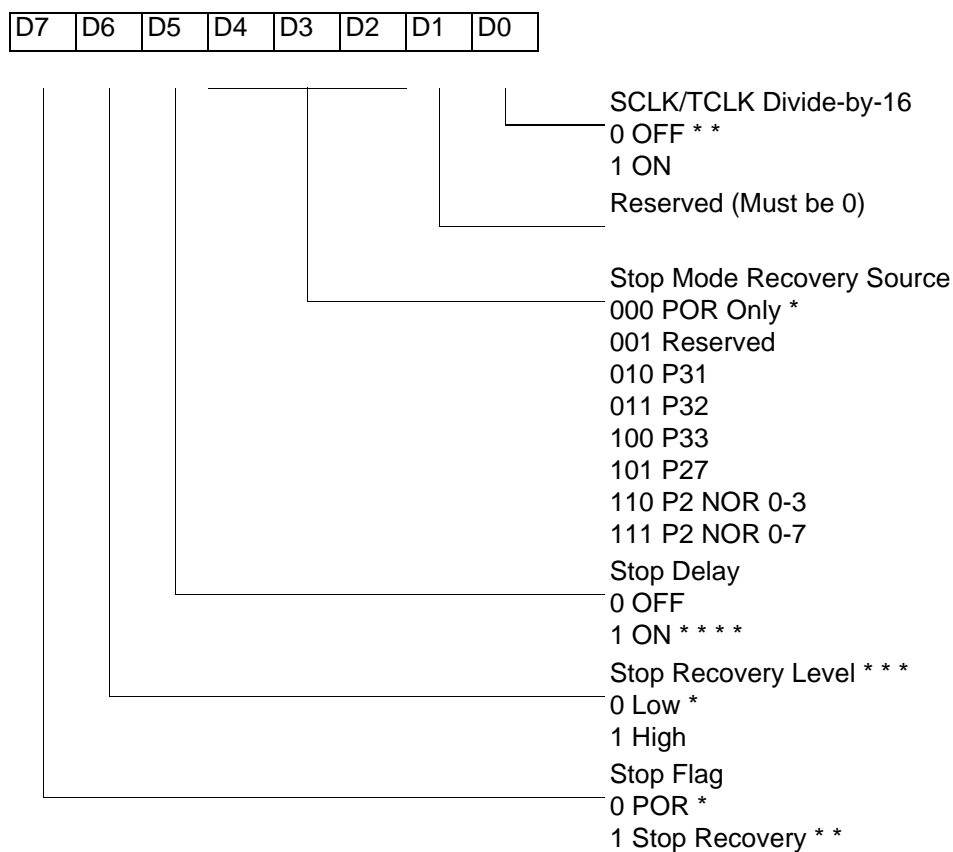 D7 D6 D5 D4 D3 D2 D1 D0
SCLK/TCLK Divide-by-16
0 OFF * *
1 ON
Reserved (Must be 0)
Stop Mode Recovery Source
000 POR Only *
001 Reserved
010 P31
011 P32
100 P33
101 P27
110 P2 NOR 0-3
111 P2 NOR 0-7
Stop Delay
0 OFF
1 ON * * * *
Stop Recovery Level * * *
0 Low *
1 High
Stop Flag
0 POR *
1 Stop Recovery * *